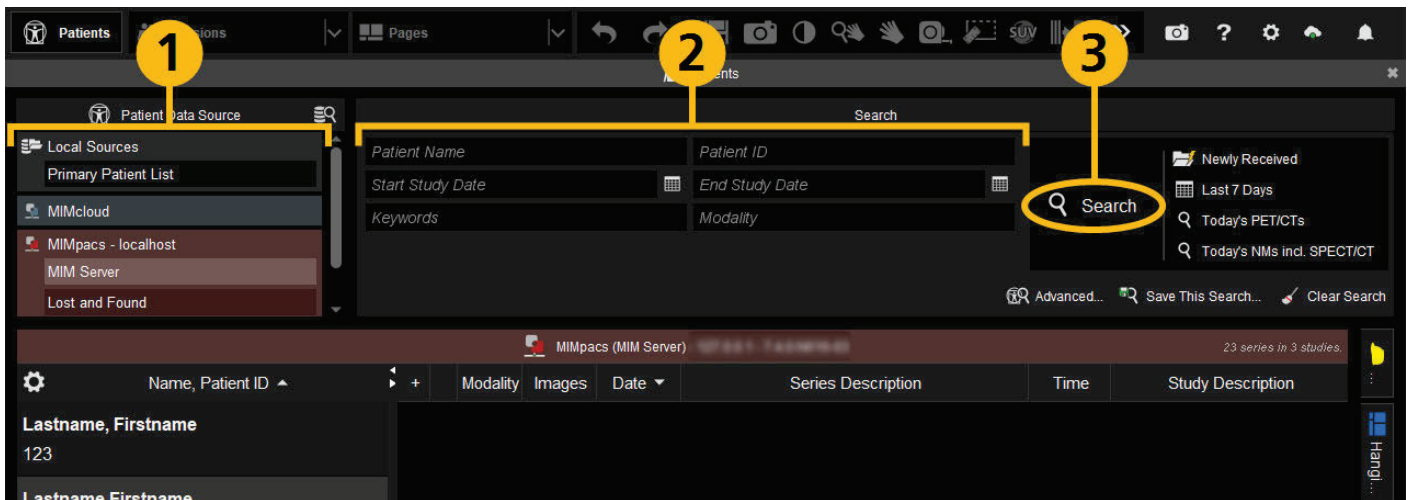 Patients
sions
Pages
SUV
1
2
3
nts
Patient Data Source
Search
Local Sources
Primary Patient List
MIMcloud
MIMpacs - localhost
MIM Server
Lost and Found
Patient Name
Patient ID
Start Study Date
End Study Date
Keywords
Modality
Search
Newly Received
Last 7 Days
Today's PET/CTs
Today's NMs incl. SPECT/CT
Advanced...
Save This Search...
Clear Search
MIMpacs (MIM Server)
23 series in 3 studies.
Name, Patient ID
+
Modality
Images
Date
Series Description
Time
Study Description
Lastname, Firstname
123
Lastname Firstname
...
Hangi...